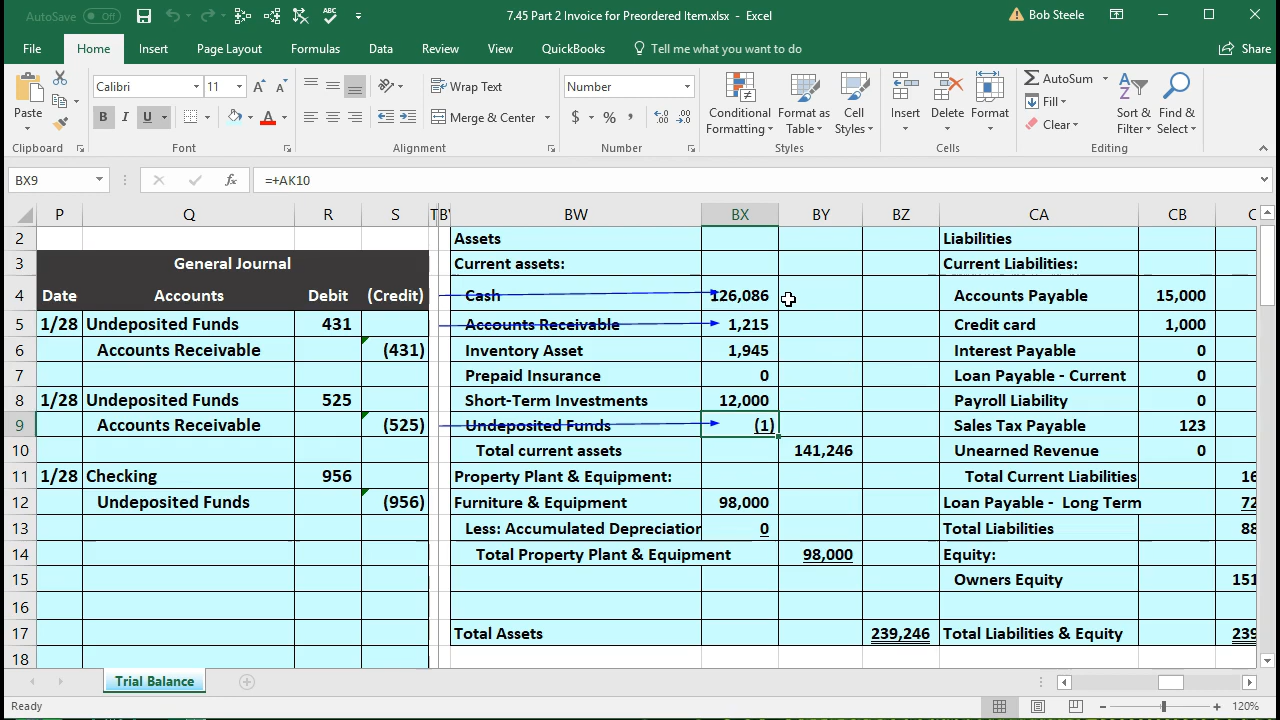 AutoSave Off 7.45 Part 2 Invoice for Preordered Item.xlsx - Excel Bob Steele
File Home Insert Page Layout Formulas Data Review View QuickBooks Tell me what you want to do Share
Paste Calibri 11 Wrap Text Number Conditional Formatting Format as Table Cell Styles Insert Delete Format AutoSum Sort & Filter Find & Select
B I U Merge & Center $ % , Fill
Clear
Clipboard Font Alignment Number Styles Cells Editing
BX9 fx =+AK10
P Q R S T BW BX BY BZ CA CB
2 Assets Liabilities
3 General Journal Current assets: Current Liabilities:
4 Date Accounts Debit (Credit) Cash 126,086 Accounts Payable 15,000
5 1/28 Undeposited Funds 431 Accounts Receivable 1,215 Credit card 1,000
6 Accounts Receivable (431) Inventory Asset 1,945 Interest Payable 0
7 Prepaid Insurance 0 Loan Payable - Current 0
8 1/28 Undeposited Funds 525 Short-Term Investments 12,000 Payroll Liability 0
9 Accounts Receivable (525) Undeposited Funds (1) Sales Tax Payable 123
10 Total current assets 141,246 Unearned Revenue 0
11 1/28 Checking 956 Property Plant & Equipment: Total Current Liabilities 16
12 Undeposited Funds (956) Furniture & Equipment 98,000 Loan Payable - Long Term 72
13 Less: Accumulated Depreciation 0 Total Liabilities 88
14 Total Property Plant & Equipment 98,000 Equity:
15 Owners Equity 151
16
17 Total Assets 239,246 Total Liabilities & Equity 239
18
Trial Balance
Ready 120%